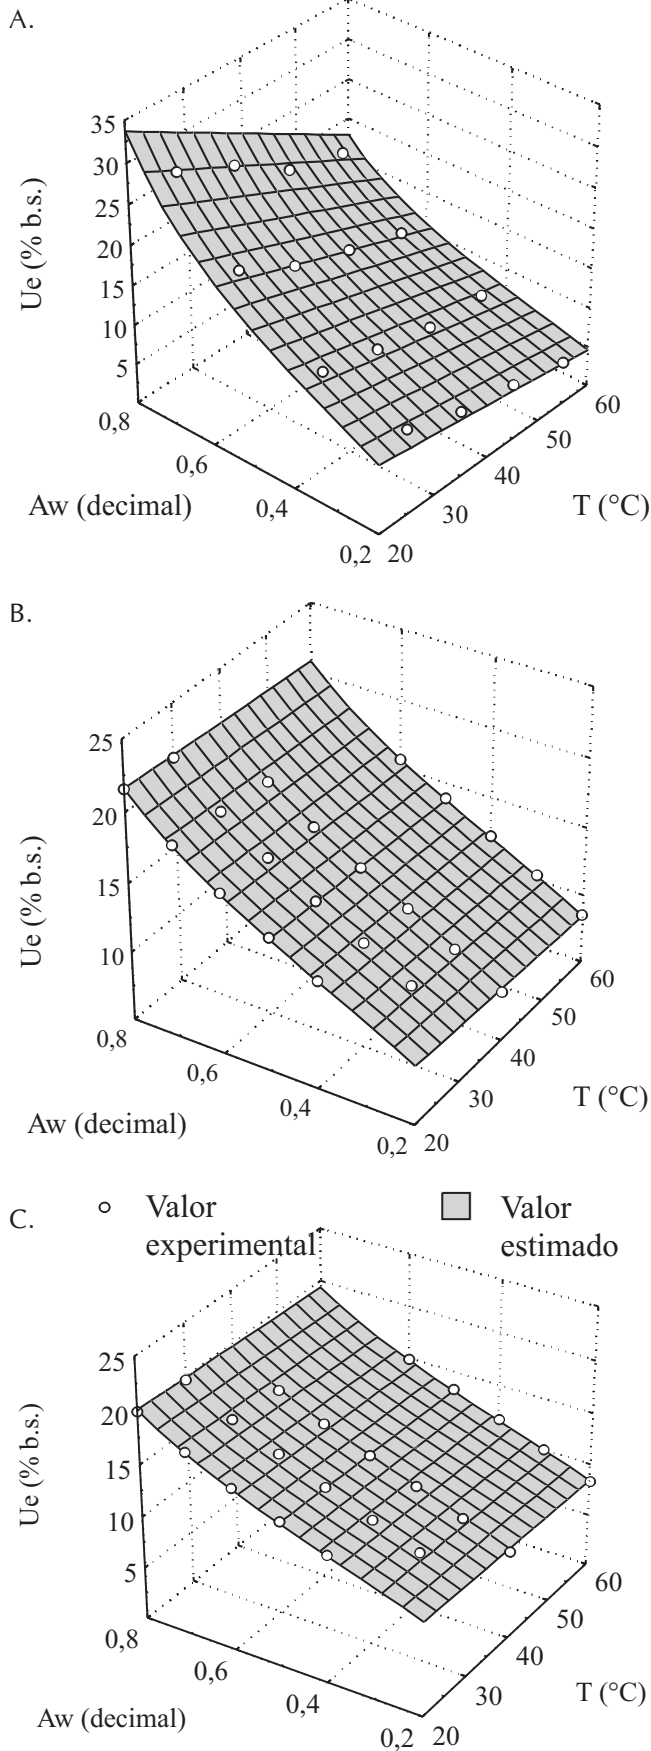 A.
35
30
25
20
15
10
5
Ue (% b.s.)
0,8
0,6
0,4
0,2
Aw (decimal)
20
30
40
50
60
T (°C)
B.
25
20
15
10
Ue (% b.s.)
0,8
0,6
0,4
0,2
Aw (decimal)
20
30
40
50
60
T (°C)
C.
Valor
experimental
Valor
estimado
25
20
15
10
5
Ue (% b.s.)
0,8
0,6
0,4
0,2
Aw (decimal)
20
30
40
50
60
T (°C)